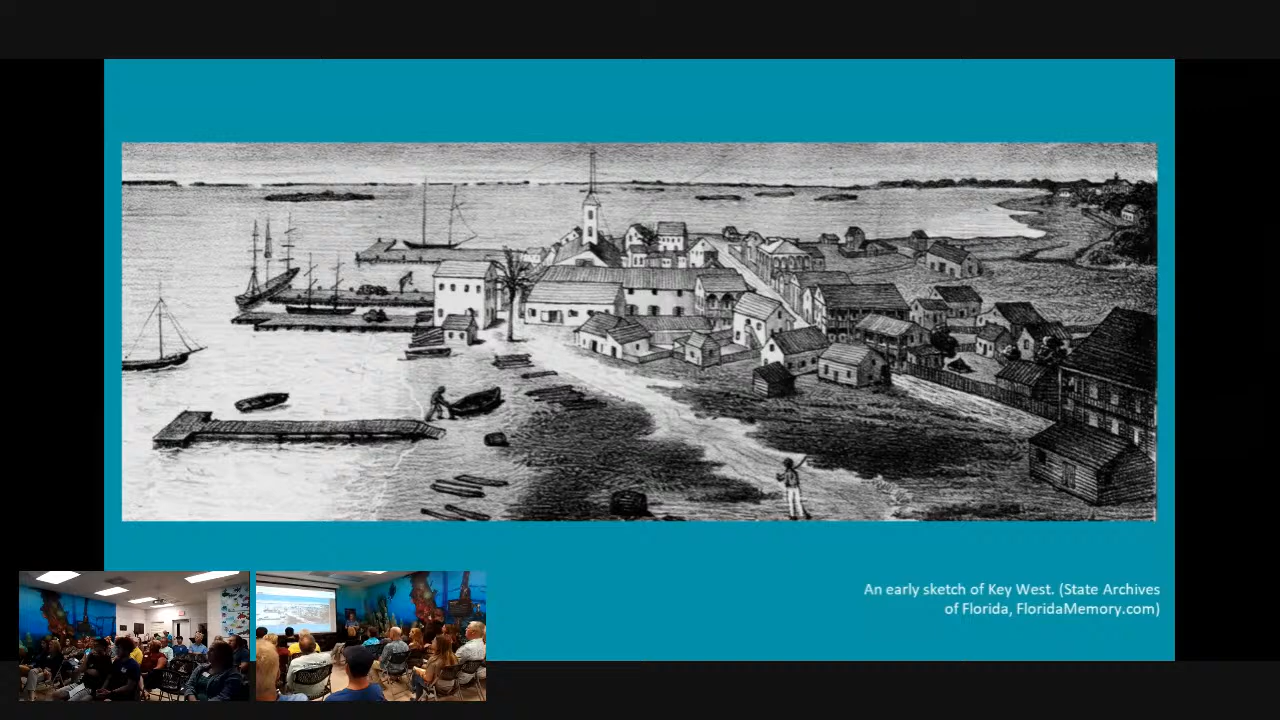 An early sketch of Key West. (State Archives
of Florida, FloridaMemory.com)